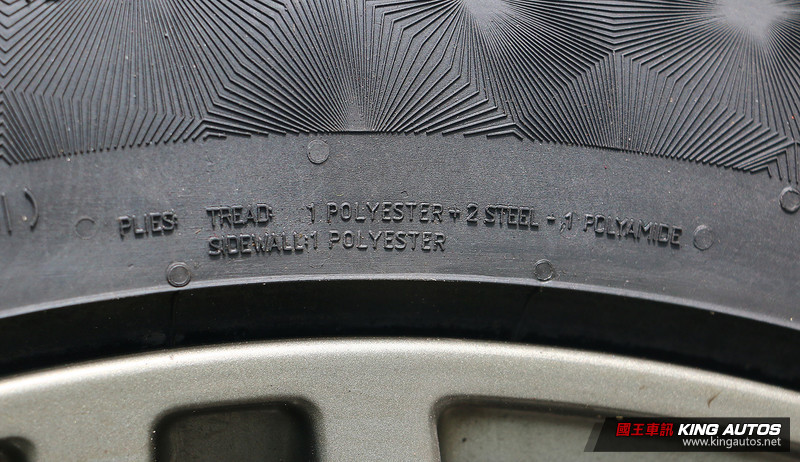 1)
PLIES: TREAD: 1 POLYESTER + 2 STEEL + 1 POLYAMIDE
SIDEWALL:1 POLYESTER
國王車訊 KING AUTOS
www.kingautos.net